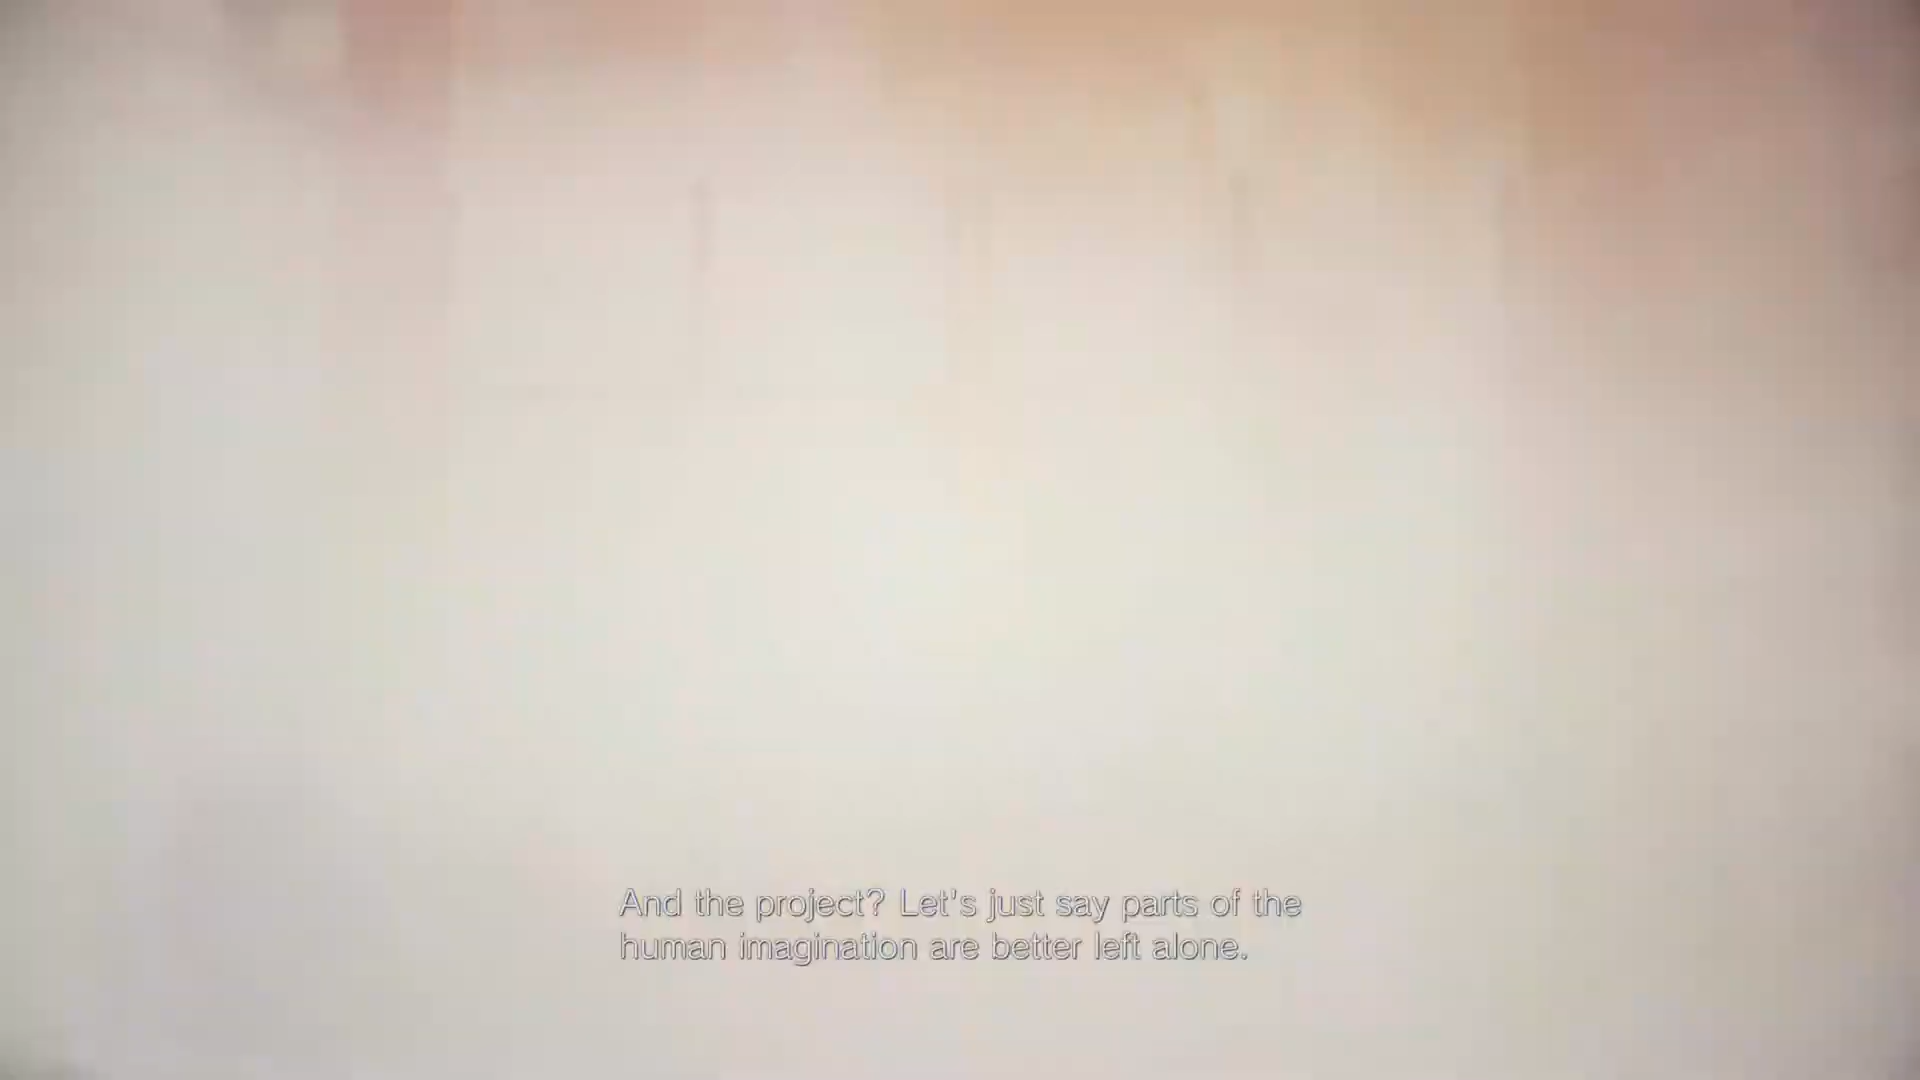 And the project? Let's just say parts of the
human imagination are better left alone.